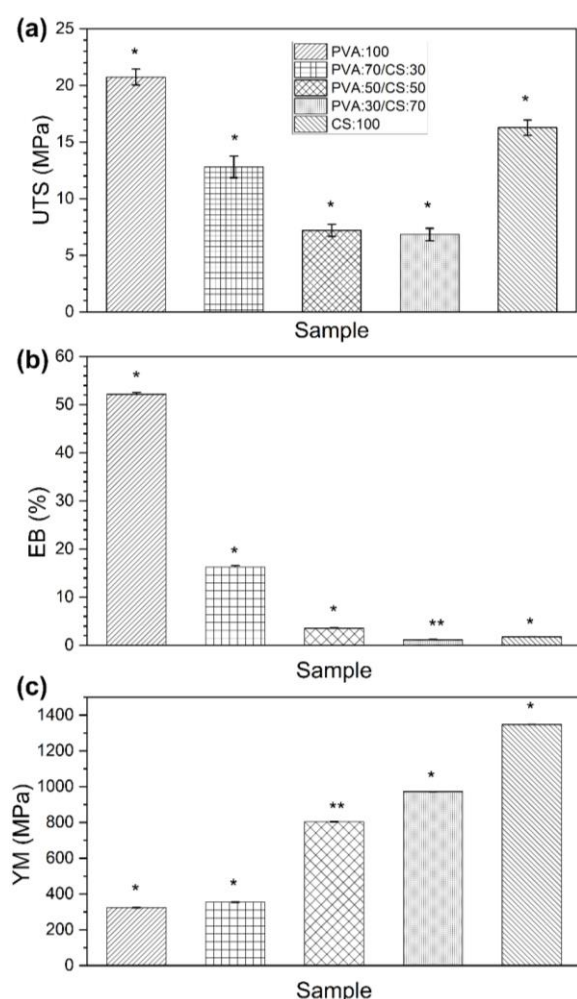 (a)
25
20
15
10
5
0
UTS (MPa)
* * * * *
PVA:100
PVA:70/CS:30
PVA:50/CS:50
PVA:30/CS:70
CS:100
Sample
(b)
60
50
40
30
20
10
0
EB (%)
* * * ** *
Sample
(c)
1400
1200
1000
800
600
400
200
0
YM (MPa)
* * ** * *
Sample